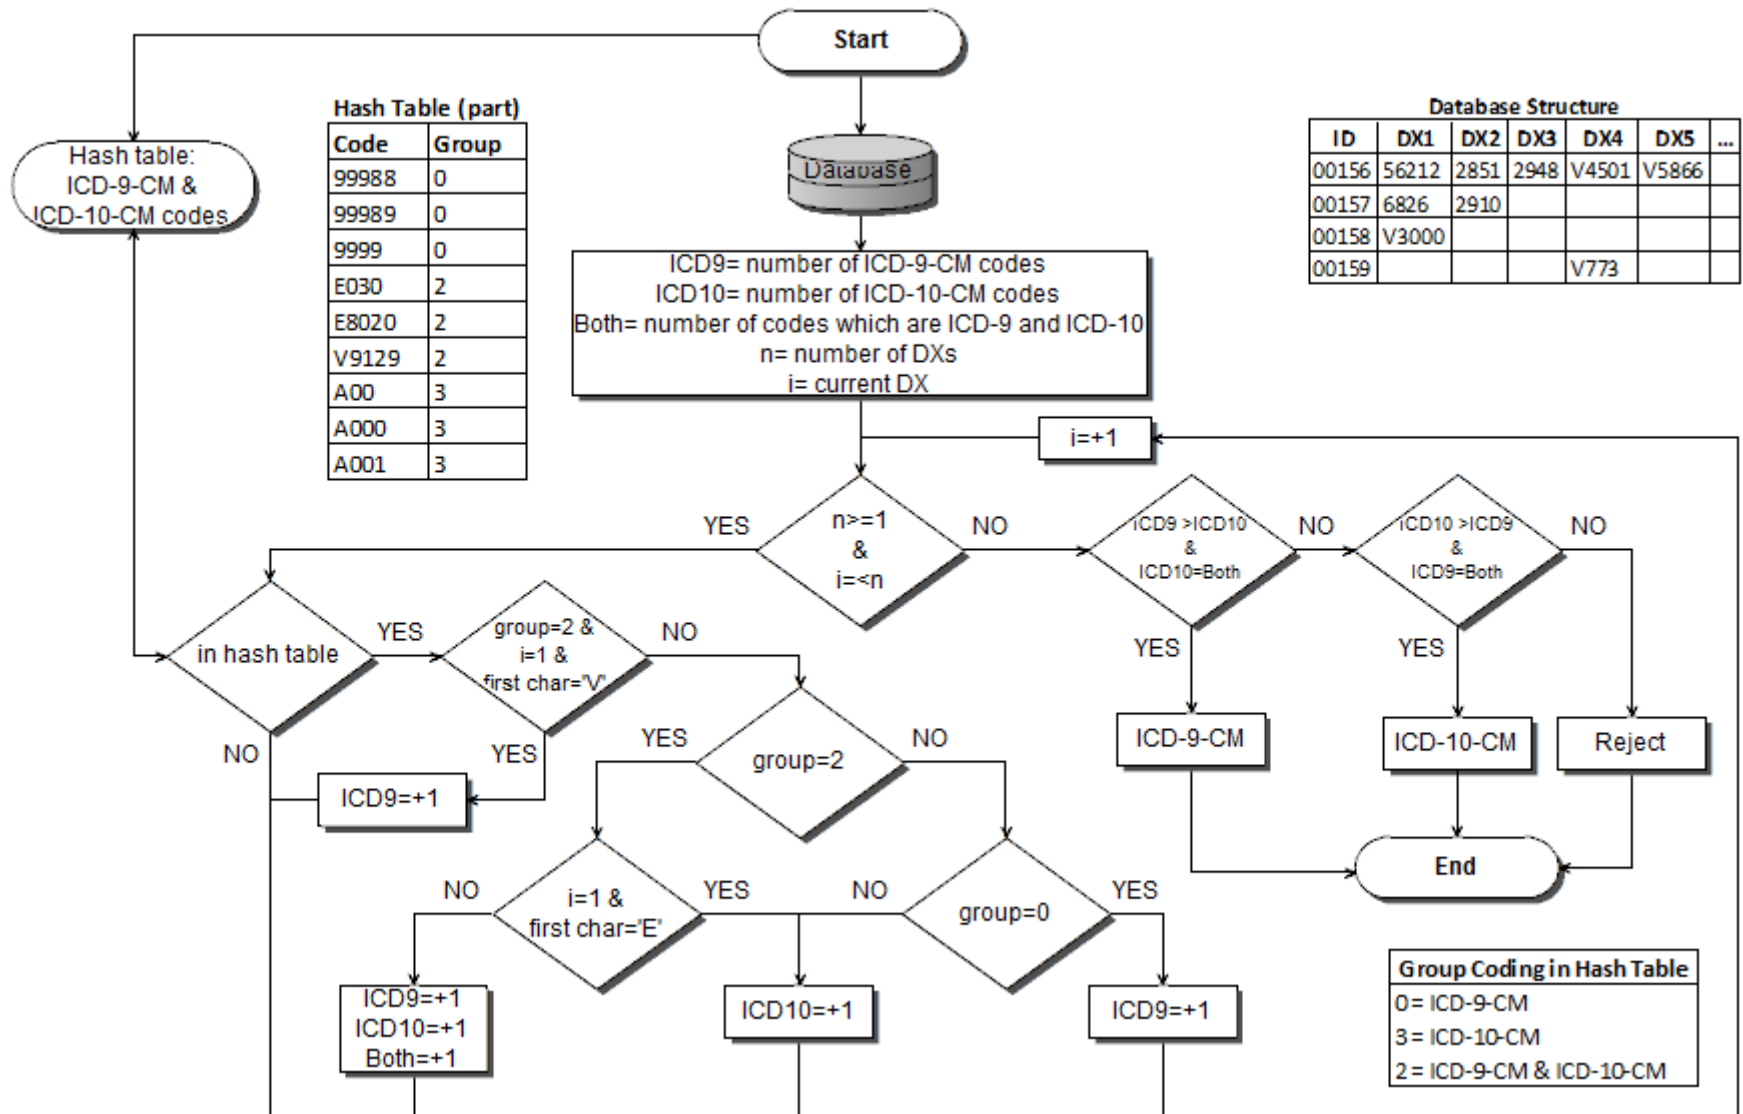 Start
Hash table:
ICD-9-CM &
ICD-10-CM codes
Hash Table (part)
Code Group
99988 0
99989 0
9999 0
E030 2
E8020 2
V9129 2
A00 3
A000 3
A001 3
Database
Database Structure
ID DX1 DX2 DX3 DX4 DX5 ...
00156 56212 2851 2948 V4501 V5866
00157 6826 2910
00158 V3000
00159 V773
ICD9= number of ICD-9-CM codes
ICD10= number of ICD-10-CM codes
Both= number of codes which are ICD-9 and ICD-10
n= number of DXs
i= current DX
i=+1
YES
n>=1
&
i=<n
NO
ICD9 >ICD10
&
ICD10=Both
NO
ICD10 >ICD9
&
ICD9=Both
NO
in hash table
YES
group=2 &
i=1 &
first char='V'
NO
YES
YES
NO
YES
ICD9=+1
YES
group=2
NO
ICD-9-CM
ICD-10-CM
Reject
NO
i=1 &
first char='E'
YES
NO
group=0
YES
End
ICD9=+1
ICD10=+1
Both=+1
ICD10=+1
ICD9=+1
Group Coding in Hash Table
0= ICD-9-CM
3= ICD-10-CM
2= ICD-9-CM & ICD-10-CM